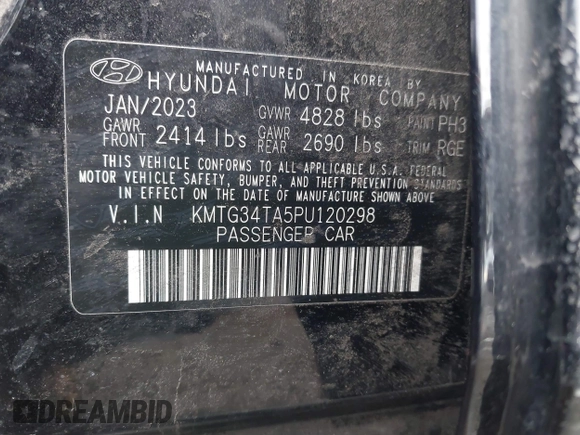 MANUFACTURED IN KOREA BY
HYUNDAI MOTOR COMPANY
JAN/2023 GVWR 4828 lbs PAINT PH3
GAWR FRONT 2414 lbs GAWR REAR 2690 lbs TRIM RGE
THIS VEHICLE CONFORMS TO ALL APPLICABLE U.S.A. FEDERAL
MOTOR VEHICLE SAFETY, BUMPER, AND THEFT PREVENTION STANDARDS
IN EFFECT ON THE DATE OF MANUFACTURE SHOWN ABOVE.
V.I.N KMTG34TA5PU120298
PASSENGER CAR
DREAMBID